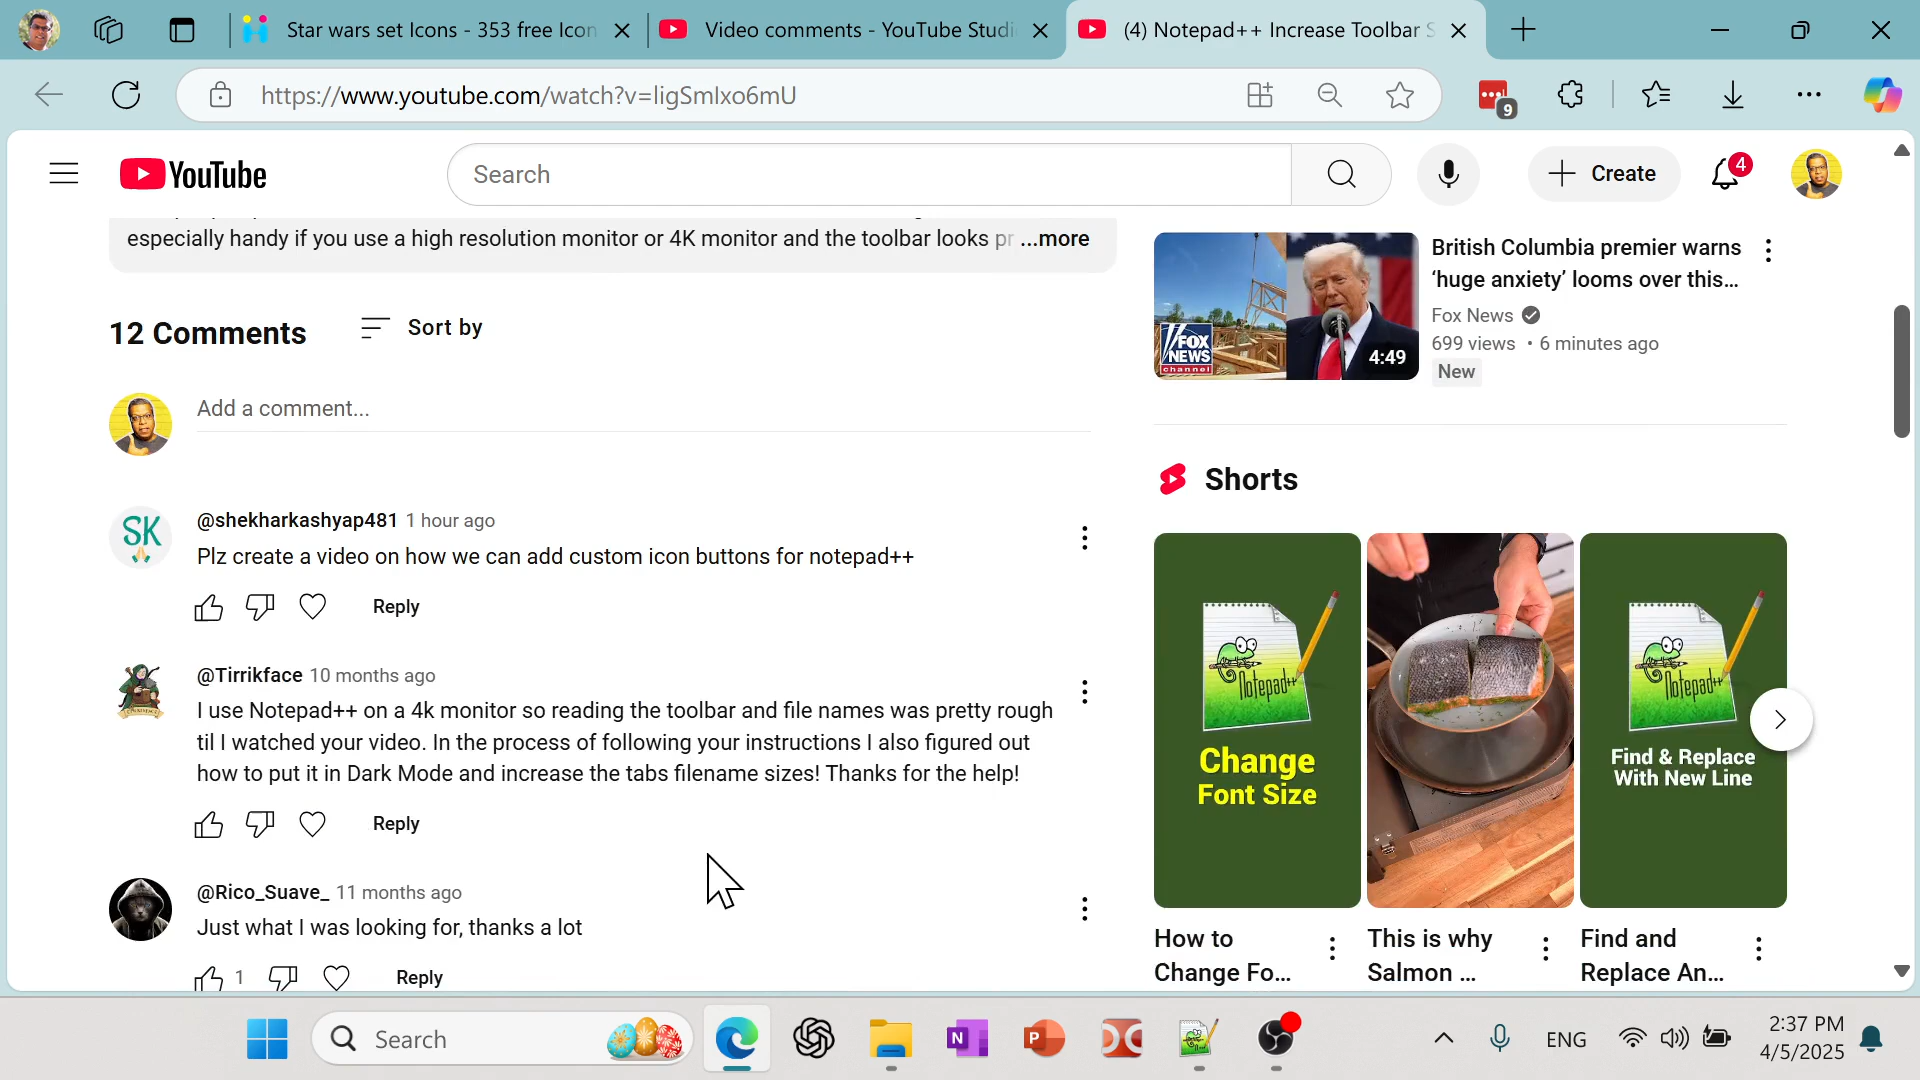 Star wars set Icons - 353 free Icon
Video comments - YouTube Studi
(4) Notepad++ Increase Toolbar S
https://www.youtube.com/watch?v=ligSmIxo6mU
9
YouTube
Search
Create
4
especially handy if you use a high resolution monitor or 4K monitor and the toolbar looks pr ...more
12 Comments
Sort by
Add a comment...
SK
@shekharkashyap481 1 hour ago
Plz create a video on how we can add custom icon buttons for notepad++
Reply
@Tirrikface 10 months ago
I use Notepad++ on a 4k monitor so reading the toolbar and file names was pretty rough
til I watched your video. In the process of following your instructions I also figured out
how to put it in Dark Mode and increase the tabs filename sizes! Thanks for the help!
Reply
@Rico_Suave_ 11 months ago
Just what I was looking for, thanks a lot
1
Reply
FOX
NEWS
channel
4:49
British Columbia premier warns
‘huge anxiety’ looms over this...
Fox News
699 views • 6 minutes ago
New
Shorts
Notepad++
Change
Font Size
Notepad++
Find & Replace
With New Line
How to
Change Fo...
This is why
Salmon ...
Find and
Replace An...
Search
N
P
ENG
2:37 PM
4/5/2025